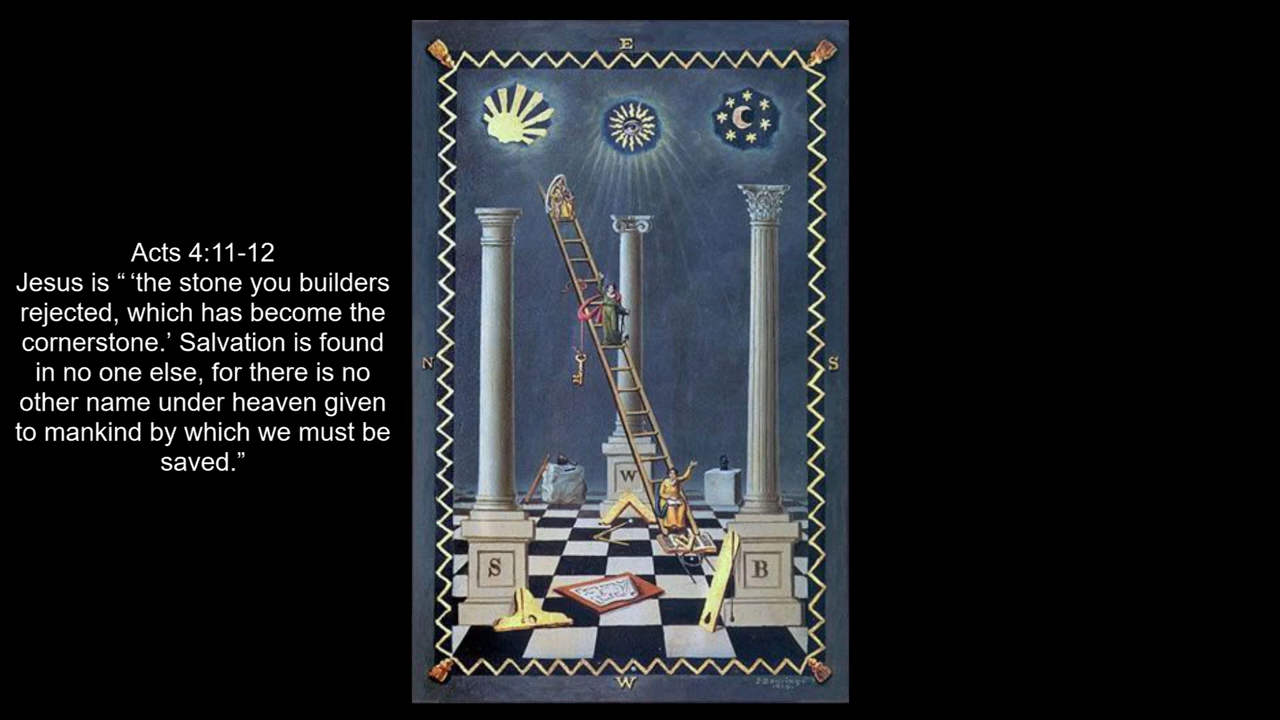 Acts 4:11-12
Jesus is “ ‘the stone you builders
rejected, which has become the
cornerstone.’ Salvation is found
in no one else, for there is no
other name under heaven given
to mankind by which we must be
saved.”
E
N
S
W
S
B
W